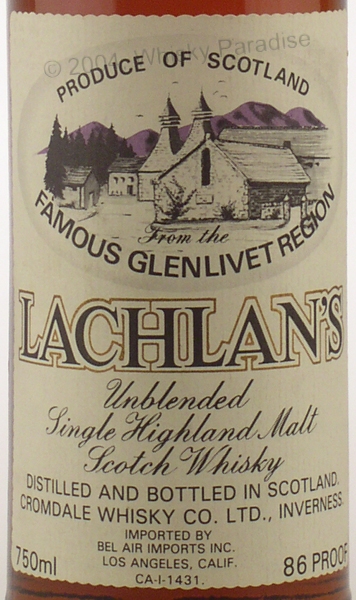 © 2004, Whisky Paradise
PRODUCE OF SCOTLAND
From the
FAMOUS GLENLIVET REGION
LACHLAN'S
Unblended
Single Highland Malt
Scotch Whisky
DISTILLED AND BOTTLED IN SCOTLAND.
CROMDALE WHISKY CO. LTD., INVERNESS.
IMPORTED BY
BEL AIR IMPORTS INC.
LOS ANGELES, CALIF.
750ml 86 PROOF
CA-I-1431.